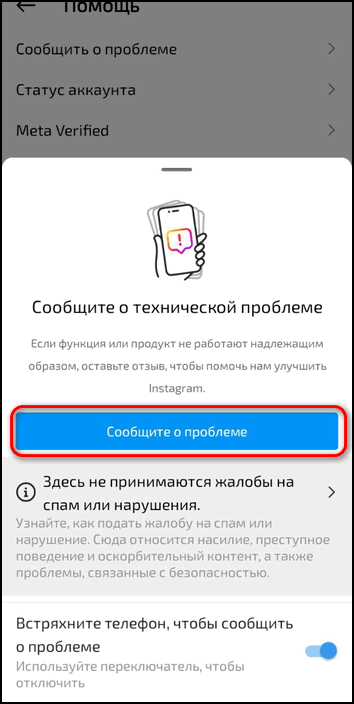 Помощь
Сообщить о проблеме
Статус аккаунта
Meta Verified
Сообщите о технической проблеме
Если функция или продукт не работают надлежащим
образом, оставьте отзыв, чтобы помочь нам улучшить
Instagram.
Сообщите о проблеме
Здесь не принимаются жалобы на
спам или нарушения.
Узнайте, как подать жалобу на спам или
нарушение. Сюда относится насилие, преступное
поведение и оскорбительный контент, а также
проблемы, связанные с безопасностью.
Встряхните телефон, чтобы сообщить
о проблеме
Используйте переключатель, чтобы
отключить